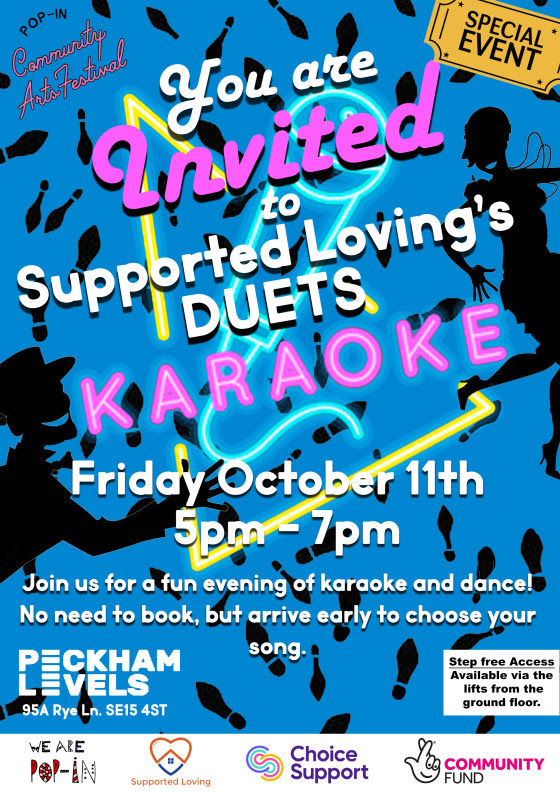 POP-IN
Community
Arts Festival
SPECIAL
EVENT
You are
Invited
to
Supported Loving's
DUETS
KARAOKE
Friday October 11th
5pm - 7pm
Join us for a fun evening of karaoke and dance!
No need to book, but arrive early to choose your
song.
PECKHAM
LEVELS
95A Rye Ln. SE15 4ST
Step free Access
Available via the
lifts from the
ground floor.
WE ARE
POP-IN
Supported Loving
Choice
Support
COMMUNITY
FUND